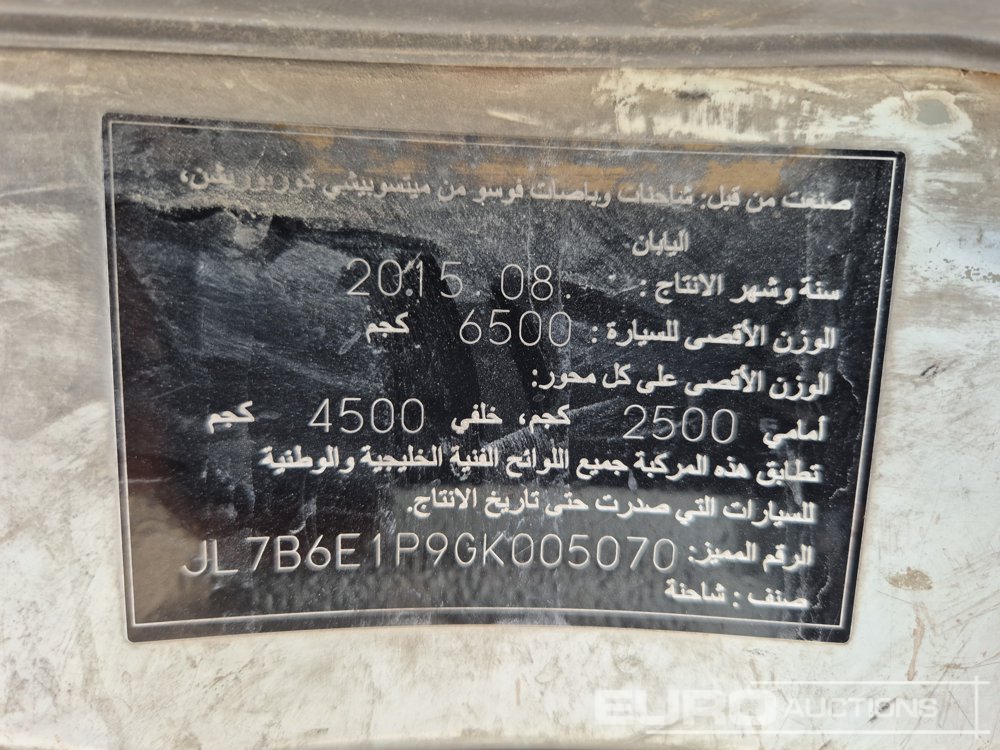 صنعت من قبل: شاحنات وباصات فوسو من ميتسوبيشي كوربوريشن،
اليابان
سنة وشهر الانتاج : 2015.08.
الوزن الأقصى للسيارة : 6500 كجم
الوزن الأقصى على كل محور:
أمامي 2500 كجم، خلفي 4500 كجم
تطابق هذه المركبة جميع اللوائح الفنية الخليجية والوطنية
للسيارات التي صدرت حتى تاريخ الانتاج.
الرقم المميز: JL7B6E1P9GK005070
صنف : شاحنة
EURO AUCTIONS